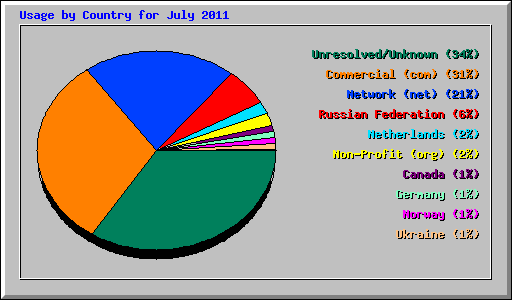 Usage by Country for July 2011
Unresolved/Unknown (34%)
Commercial (com) (31%)
Network (net) (21%)
Russian Federation (6%)
Netherlands (2%)
Non-Profit (org) (2%)
Canada (1%)
Germany (1%)
Norway (1%)
Ukraine (1%)